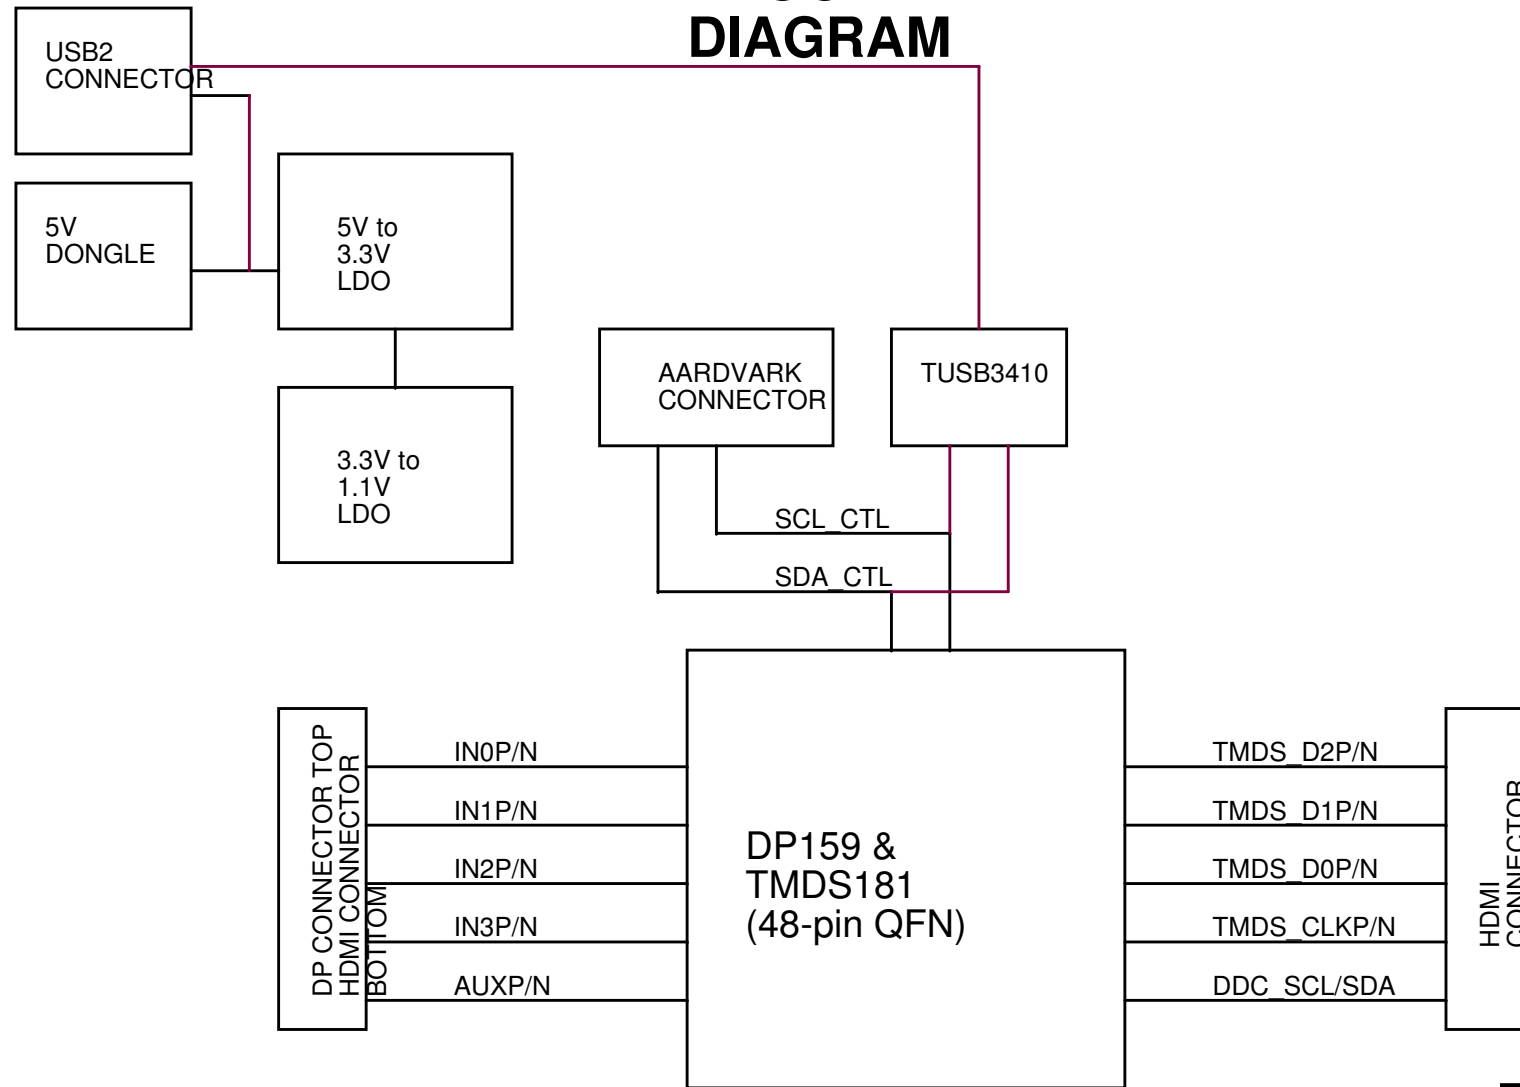 DIAGRAM
USB2
CONNECTOR
5V
DONGLE
5V to
3.3V
LDO
3.3V to
1.1V
LDO
AARDVARK
CONNECTOR
TUSB3410
SCL_CTL
SDA_CTL
DP CONNECTOR TOP
HDMI CONNECTOR
BOTTOM
IN0P/N
IN1P/N
IN2P/N
IN3P/N
AUXP/N
DP159 &
TMDS181
(48-pin QFN)
TMDS_D2P/N
TMDS_D1P/N
TMDS_D0P/N
TMDS_CLKP/N
DDC_SCL/SDA
HDMI
CONNECTOR